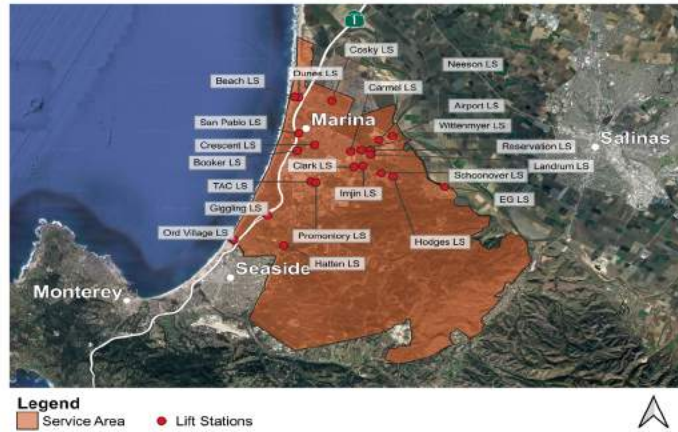 1
Cosky LS
Neeson LS
Beach LS
Dunes LS
Carmel LS
Airport LS
San Pablo LS
Marina
Wittenmyer LS
Salinas
Crescent LS
Reservation LS
Booker LS
Clark LS
Landrum LS
Schoonover LS
TAC LS
Imjin LS
EG LS
Giggling LS
Ord Village LS
Promontory LS
Hodges LS
Hatten LS
Seaside
Monterey
Legend
Service Area
Lift Stations